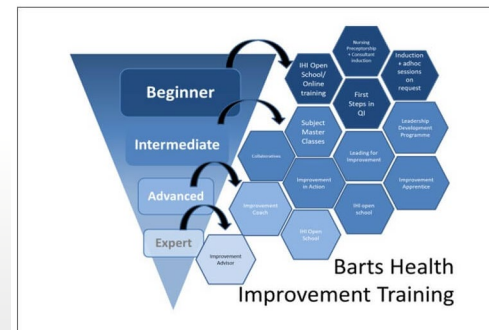 Beginner
Intermediate
Advanced
Expert
IHI Open
School/
Online
training
Nursing
Preceptorship
+ Consultant
Induction
Induction
+ adhoc
sessions
on
request
First
Steps in
QI
Subject
Master
Classes
Leadership
Development
Programme
Collaboratives
Leading for
Improvement
Improvement
in Action
Improvement
Apprentice
Improvement
Coach
IHI open
school
IHI Open
School
Improvement
Advisor
Barts Health
Improvement Training